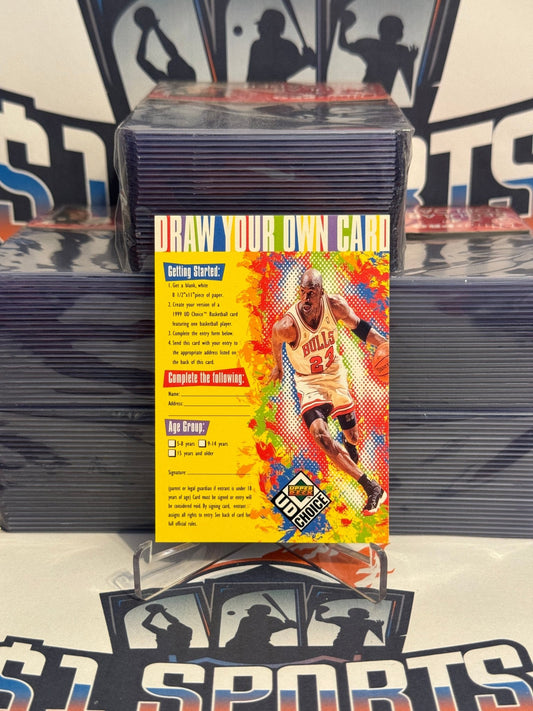 DRAW YOUR OWN CARD
Getting Started:
1. Get a blank, white
8 1/2"x11" piece of paper.
2. Create your version of a
1999 UD Choice™ Basketball card
featuring one basketball player.
3. Complete the entry form below.
4. Send this card with your entry to
the appropriate address listed on
the back of this card.
Complete the following:
Name:
Address:
Age Group:
5-8 years 9-14 years
15 years and older
Signature:
(parent or legal guardian if entrant is under 18
years of age) Card must be signed or entry will
be considered void. By signing card, entrant
assigns all rights to entry. See back of card for
full official rules.
BULLS
23
UPPER DECK
UD CHOICE
$1 SPORTS